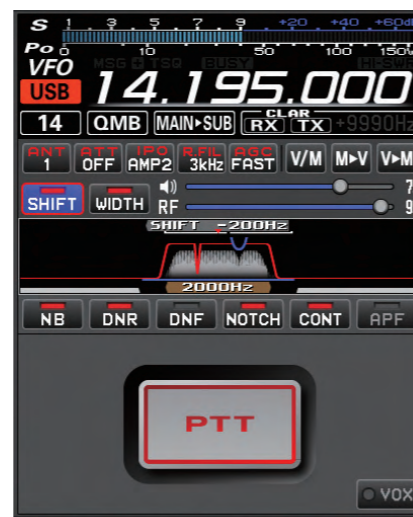 S 1 3 5 7 9 +20 +40 +60d
Po 0 10 50 100 150W
VFO MSG TSQ BUSY HI-SWR
USB 14.195.000
14 QMB MAIN▸SUB CLAR RX TX +9990Hz
ANT 1 ATT OFF IPO AMP2 R.FIL 3kHz AGC FAST V/M M▸V V▸M
SHIFT WIDTH 7
RF 9
SHIFT -200Hz
2000Hz
NB DNR DNF NOTCH CONT APF
PTT
VOX